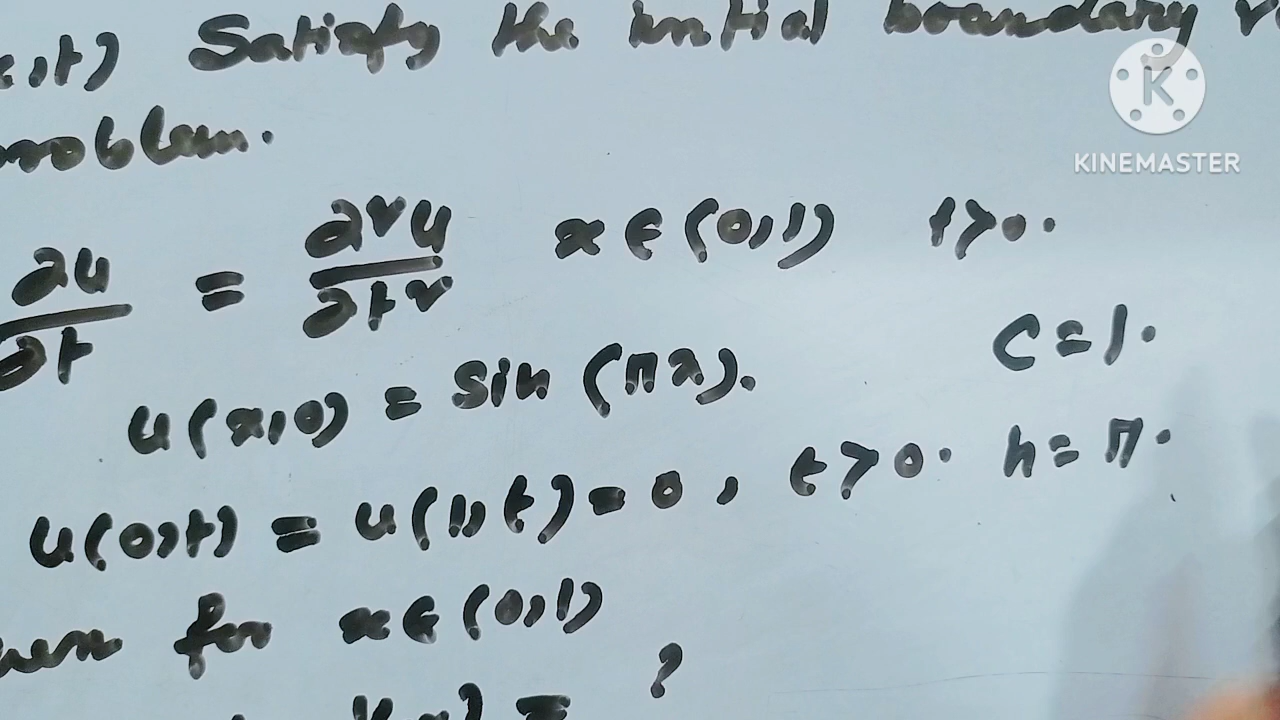 ,t) Satisfy the initial boundary
problem.
KINEMASTER
∂u/∂t = ∂²u/∂t² x ∈ (0,1) t>0.
c = 1.
u(x,0) = sin (πx).
u(0,t) = u(1,t) = 0, t>0. h = π.
for x ∈ (0,1)
= ?